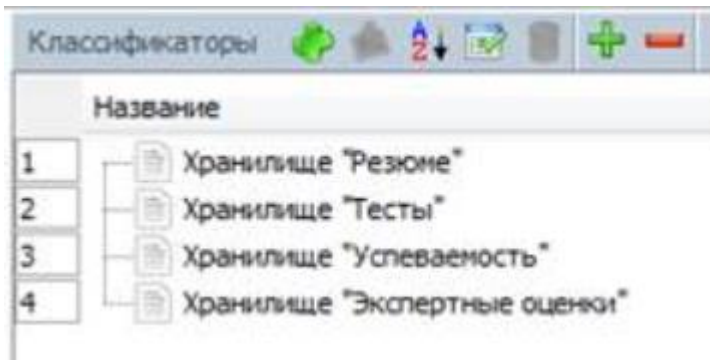 Классификаторы
Название
1 Хранилище "Резюме"
2 Хранилище "Тесты"
3 Хранилище "Успеваемость"
4 Хранилище "Экспертные оценки"